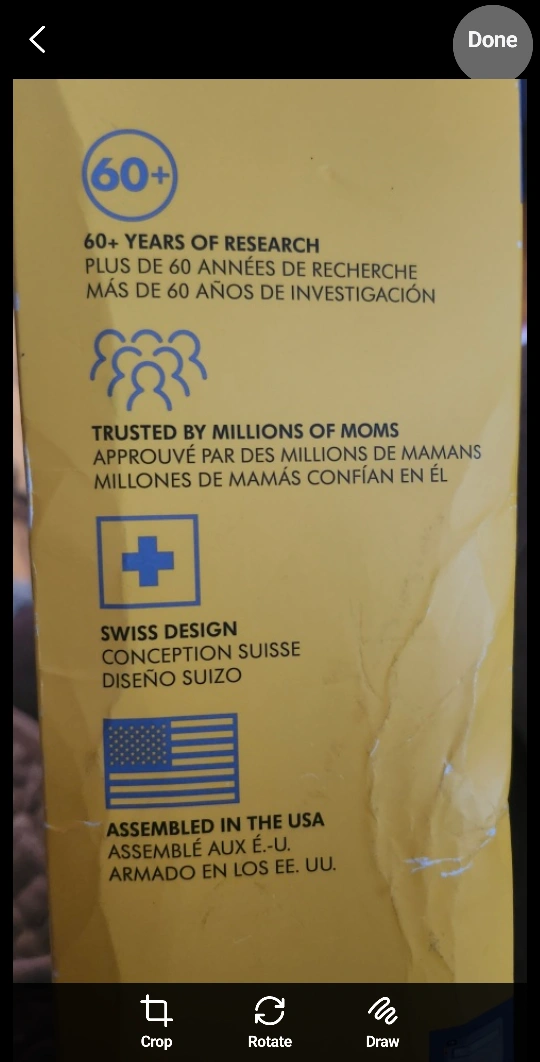 Done
60+
60+ YEARS OF RESEARCH
PLUS DE 60 ANNÉES DE RECHERCHE
MÁS DE 60 AÑOS DE INVESTIGACIÓN
TRUSTED BY MILLIONS OF MOMS
APPROUVÉ PAR DES MILLIONS DE MAMANS
MILLONES DE MAMÁS CONFÍAN EN ÉL
SWISS DESIGN
CONCEPTION SUISSE
DISEÑO SUIZO
ASSEMBLED IN THE USA
ASSEMBLÉ AUX É.-U.
ARMADO EN LOS EE. UU.
Crop
Rotate
Draw